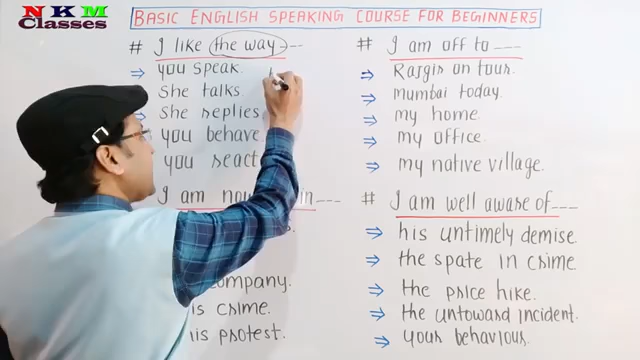 NKM Classes
BASIC ENGLISH SPEAKING COURSE FOR BEGINNERS
# I like the way ---
⇒ you speak.
She talks.
⇒ She replies
⇒ you behave
⇒ you react
I am in ---
company.
is crime.
his protest.
# I am off to ---
⇒ Rajgir on tour.
⇒ mumbai today.
⇒ my home.
⇒ my office.
⇒ my native village.
# I am well aware of ---
⇒ his untimely demise.
⇒ the spate in crime
⇒ the price hike.
⇒ the untoward incident.
⇒ your behaviour.